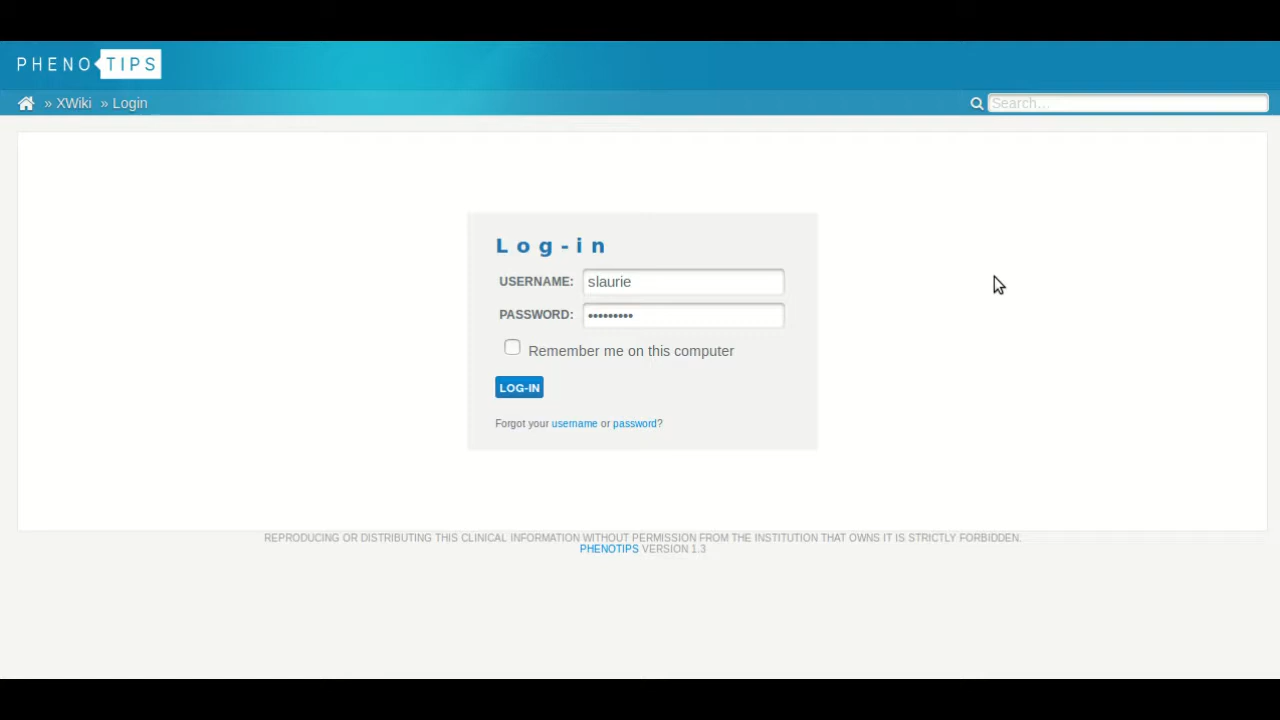 PHENOTIPS
» XWiki » Login
Search...
Log-in
USERNAME: slaurie
PASSWORD: •••••••••
Remember me on this computer
LOG-IN
Forgot your username or password?
REPRODUCING OR DISTRIBUTING THIS CLINICAL INFORMATION WITHOUT PERMISSION FROM THE INSTITUTION THAT OWNS IT IS STRICTLY FORBIDDEN.
PHENOTIPS VERSION 1.3